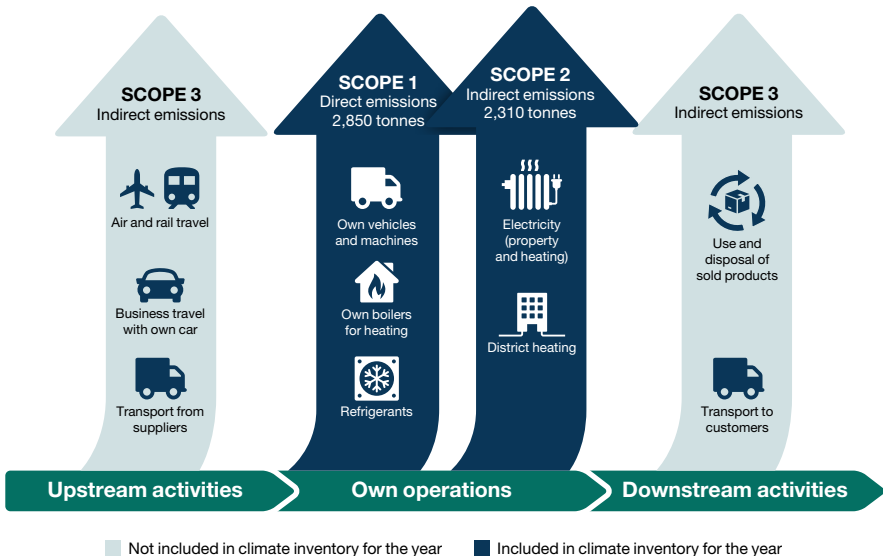 SCOPE 3
Indirect emissions
Air and rail travel
Business travel
with own car
Transport from
suppliers
SCOPE 1
Direct emissions
2,850 tonnes
Own vehicles
and machines
Own boilers
for heating
Refrigerants
SCOPE 2
Indirect emissions
2,310 tonnes
Electricity
(property
and heating)
District heating
SCOPE 3
Indirect emissions
Use and
disposal of
sold products
Transport to
customers
Upstream activities
Own operations
Downstream activities
Not included in climate inventory for the year
Included in climate inventory for the year